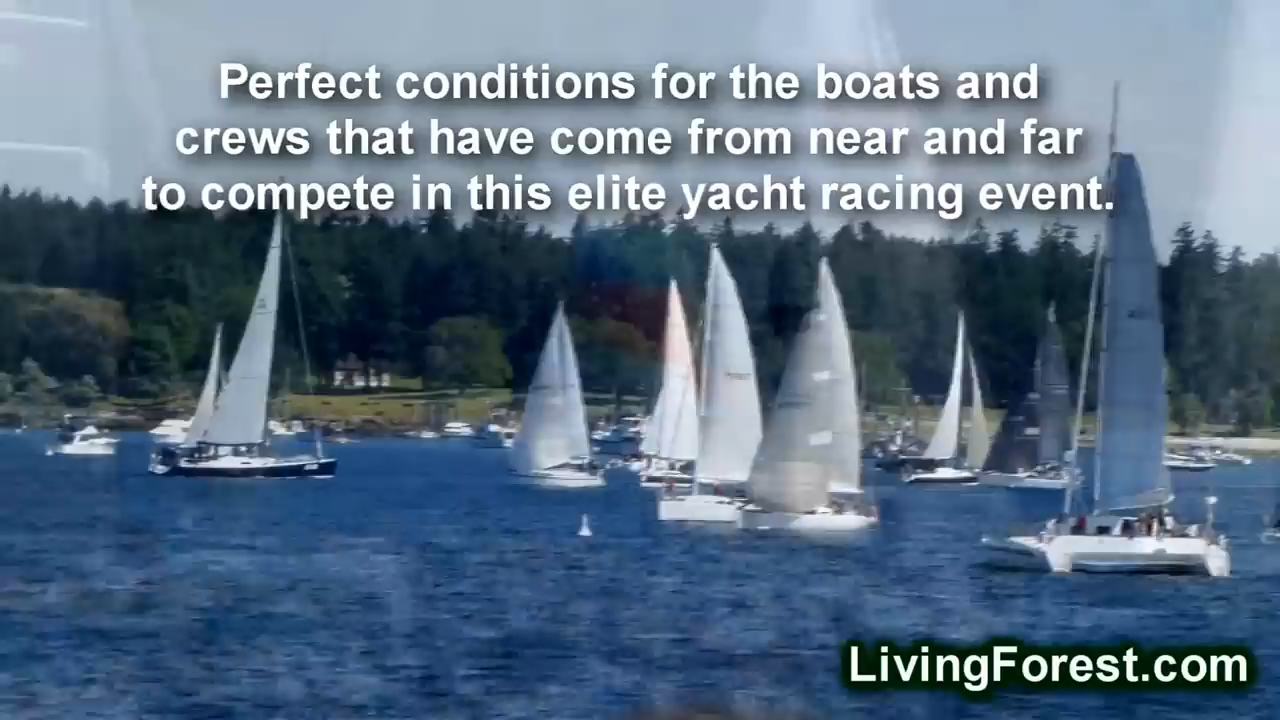 Perfect conditions for the boats and
crews that have come from near and far
to compete in this elite yacht racing event.
LivingForest.com